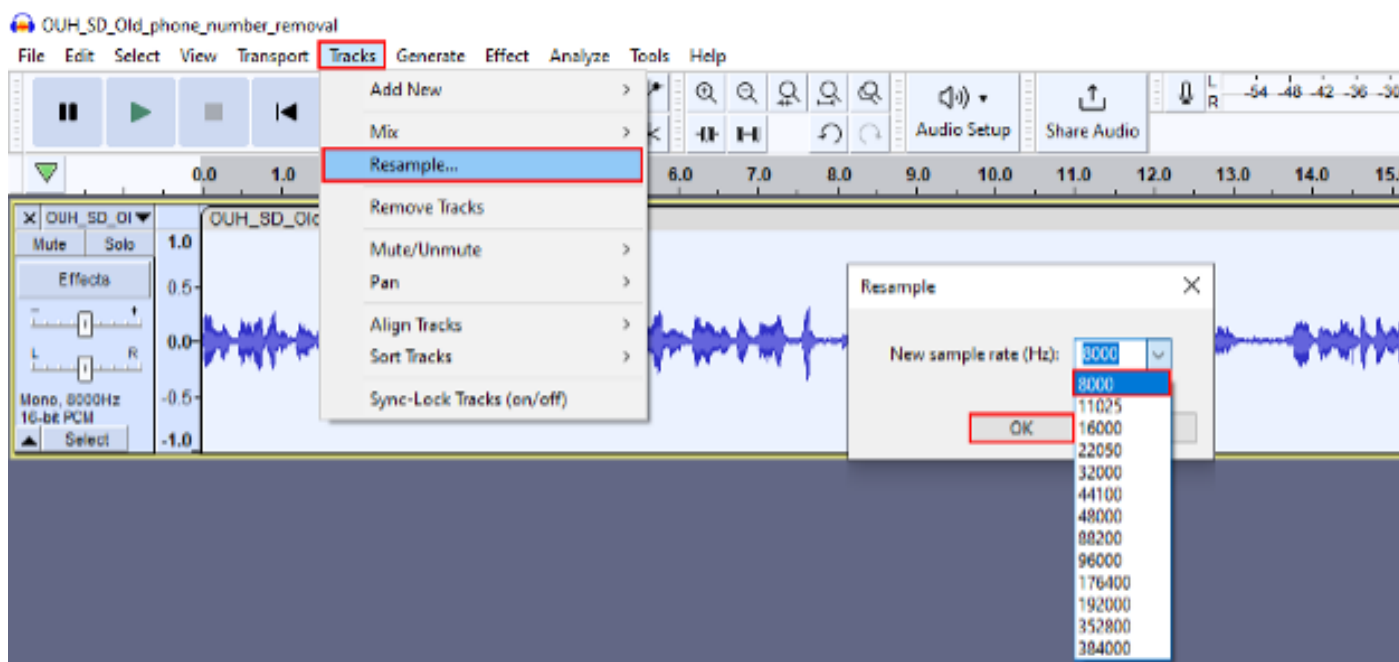 OUH_SD_Old_phone_number_removal
File Edit Select View Transport Tracks Generate Effect Analyze Tools Help
Add New
Mix
Resample...
Remove Tracks
Mute/Unmute
Pan
Align Tracks
Sort Tracks
Sync-Lock Tracks (on/off)
Audio Setup
Share Audio
L
R
-54 -48 -42 -36 -30
0.0 1.0 6.0 7.0 8.0 9.0 10.0 11.0 12.0 13.0 14.0 15.
OUH_SD_Ol
OUH_SD_Old
Mute Solo
Effects
- +
L R
Mono, 8000Hz
16-bit PCM
Select
1.0
0.5
0.0
-0.5
-1.0
Resample
New sample rate (Hz): 8000
OK
8000
11025
16000
22050
32000
44100
48000
88200
96000
176400
192000
352800
384000